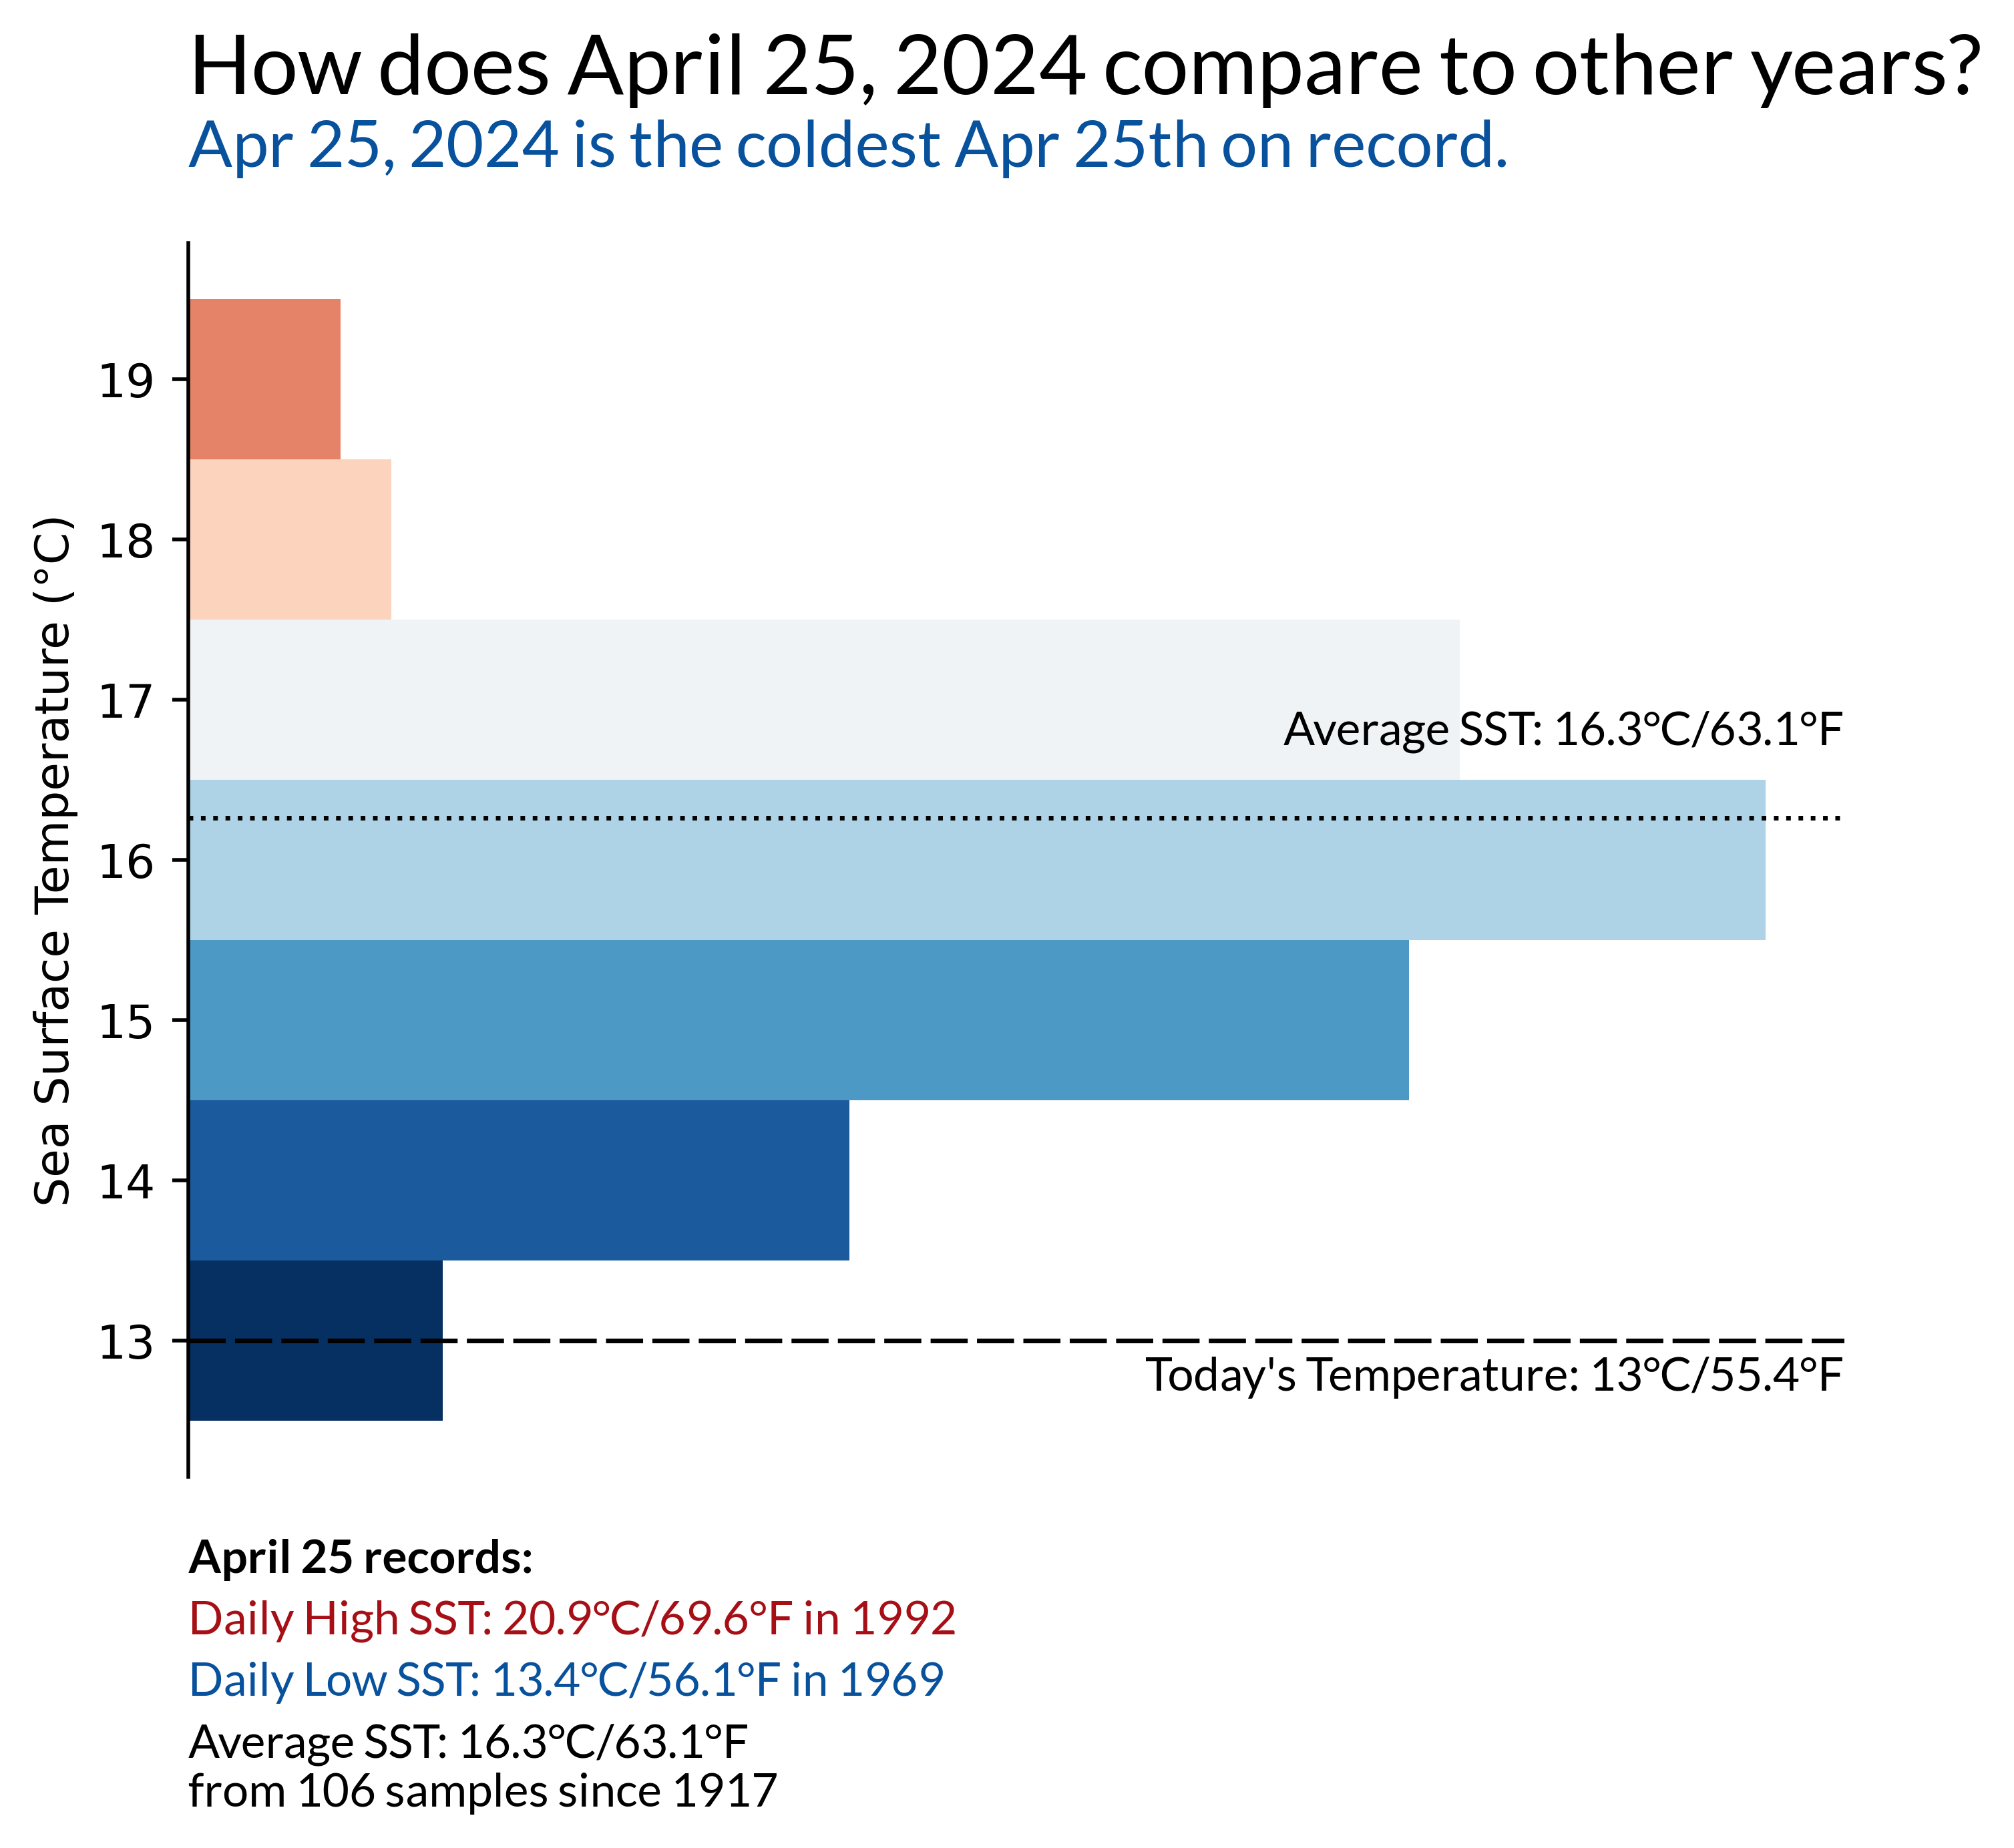 How does April 25, 2024 compare to other years?
Apr 25, 2024 is the coldest Apr 25th on record.
Sea Surface Temperature (°C)
19
18
17
Average SST: 16.3°C/63.1°F
16
15
14
13
Today's Temperature: 13°C/55.4°F
April 25 records:
Daily High SST: 20.9°C/69.6°F in 1992
Daily Low SST: 13.4°C/56.1°F in 1969
Average SST: 16.3°C/63.1°F
from 106 samples since 1917